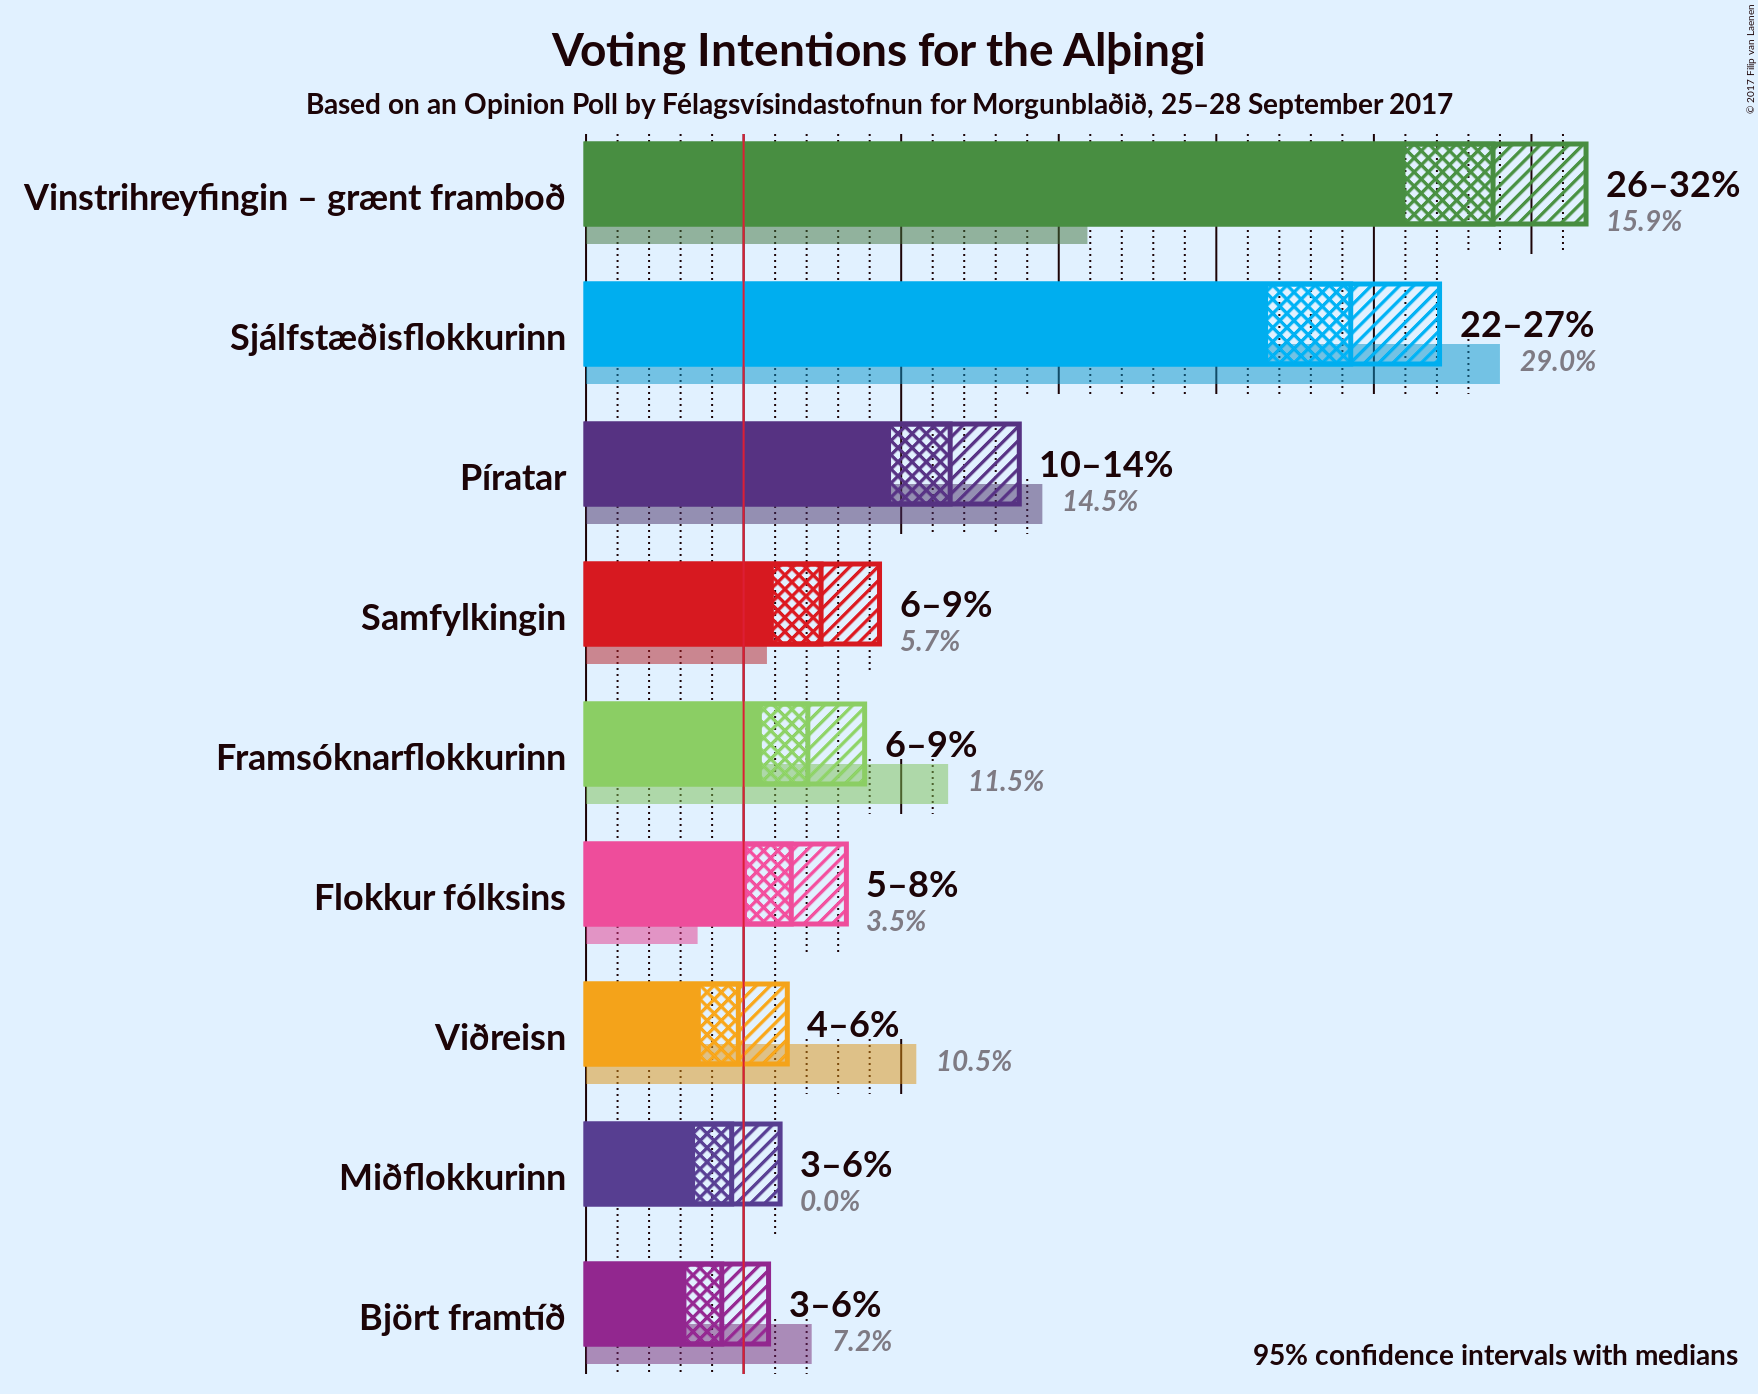 Voting Intentions for the Alþingi
Based on an Opinion Poll by Félagsvísindastofnun for Morgunblaðið, 25–28 September 2017
© 2017 Filip van Laenen
Vinstrihreyfingin – grænt framboð
26–32%
15.9%
Sjálfstæðisflokkurinn
22–27%
29.0%
Píratar
10–14%
14.5%
Samfylkingin
6–9%
5.7%
Framsóknarflokkurinn
6–9%
11.5%
Flokkur fólksins
5–8%
3.5%
Viðreisn
4–6%
10.5%
Miðflokkurinn
3–6%
0.0%
Björt framtíð
3–6%
7.2%
95% confidence intervals with medians